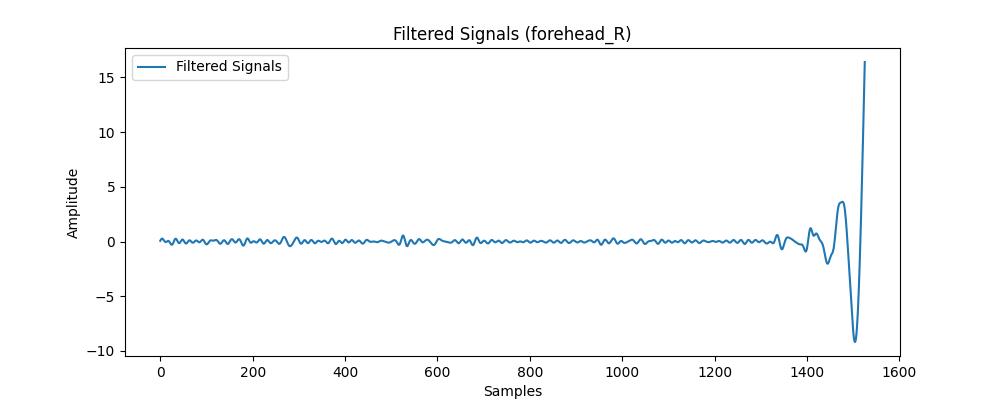 Filtered Signals (forehead_R)
Filtered Signals
15
10
5
0
−5
−10
Amplitude
0 200 400 600 800 1000 1200 1400 1600
Samples